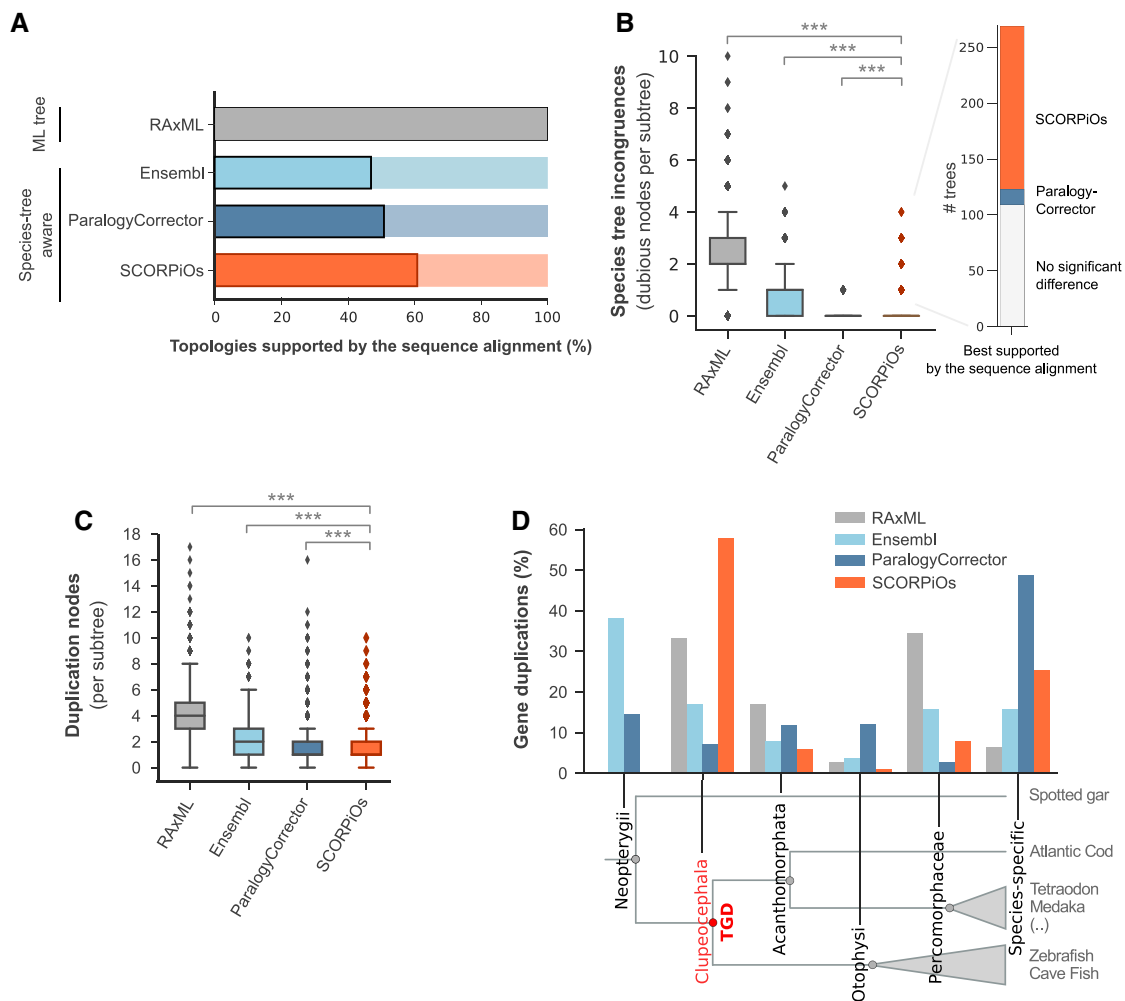 A
ML tree
Species-tree
aware
RAxML
Ensembl
ParalogyCorrector
SCORPiOs
0 20 40 60 80 100
Topologies supported by the sequence alignment (%)
B
***
***
***
Species tree incongruences
(dubious nodes per subtree)
10
8
6
4
2
0
RAxML
Ensembl
ParalogyCorrector
SCORPiOs
# trees
250
200
150
100
50
0
SCORPiOs
Paralogy-
Corrector
No significant
difference
Best supported
by the sequence alignment
C
***
***
***
Duplication nodes
(per subtree)
18
16
14
12
10
8
6
4
2
0
RAxML
Ensembl
ParalogyCorrector
SCORPiOs
D
Gene duplications (%)
60
50
40
30
20
10
0
RAxML
Ensembl
ParalogyCorrector
SCORPiOs
Neopterygii
Clupeocephala
TGD
Acanthomorphata
Otophysi
Percomorphaceae
Species-specific
Spotted gar
Atlantic Cod
Tetraodon
Medaka
(..)
Zebrafish
Cave Fish